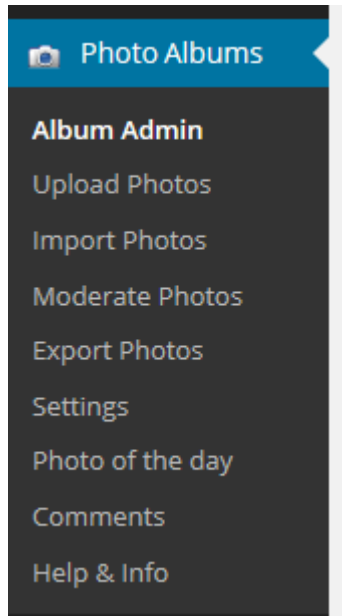 Photo Albums
Album Admin
Upload Photos
Import Photos
Moderate Photos
Export Photos
Settings
Photo of the day
Comments
Help & Info